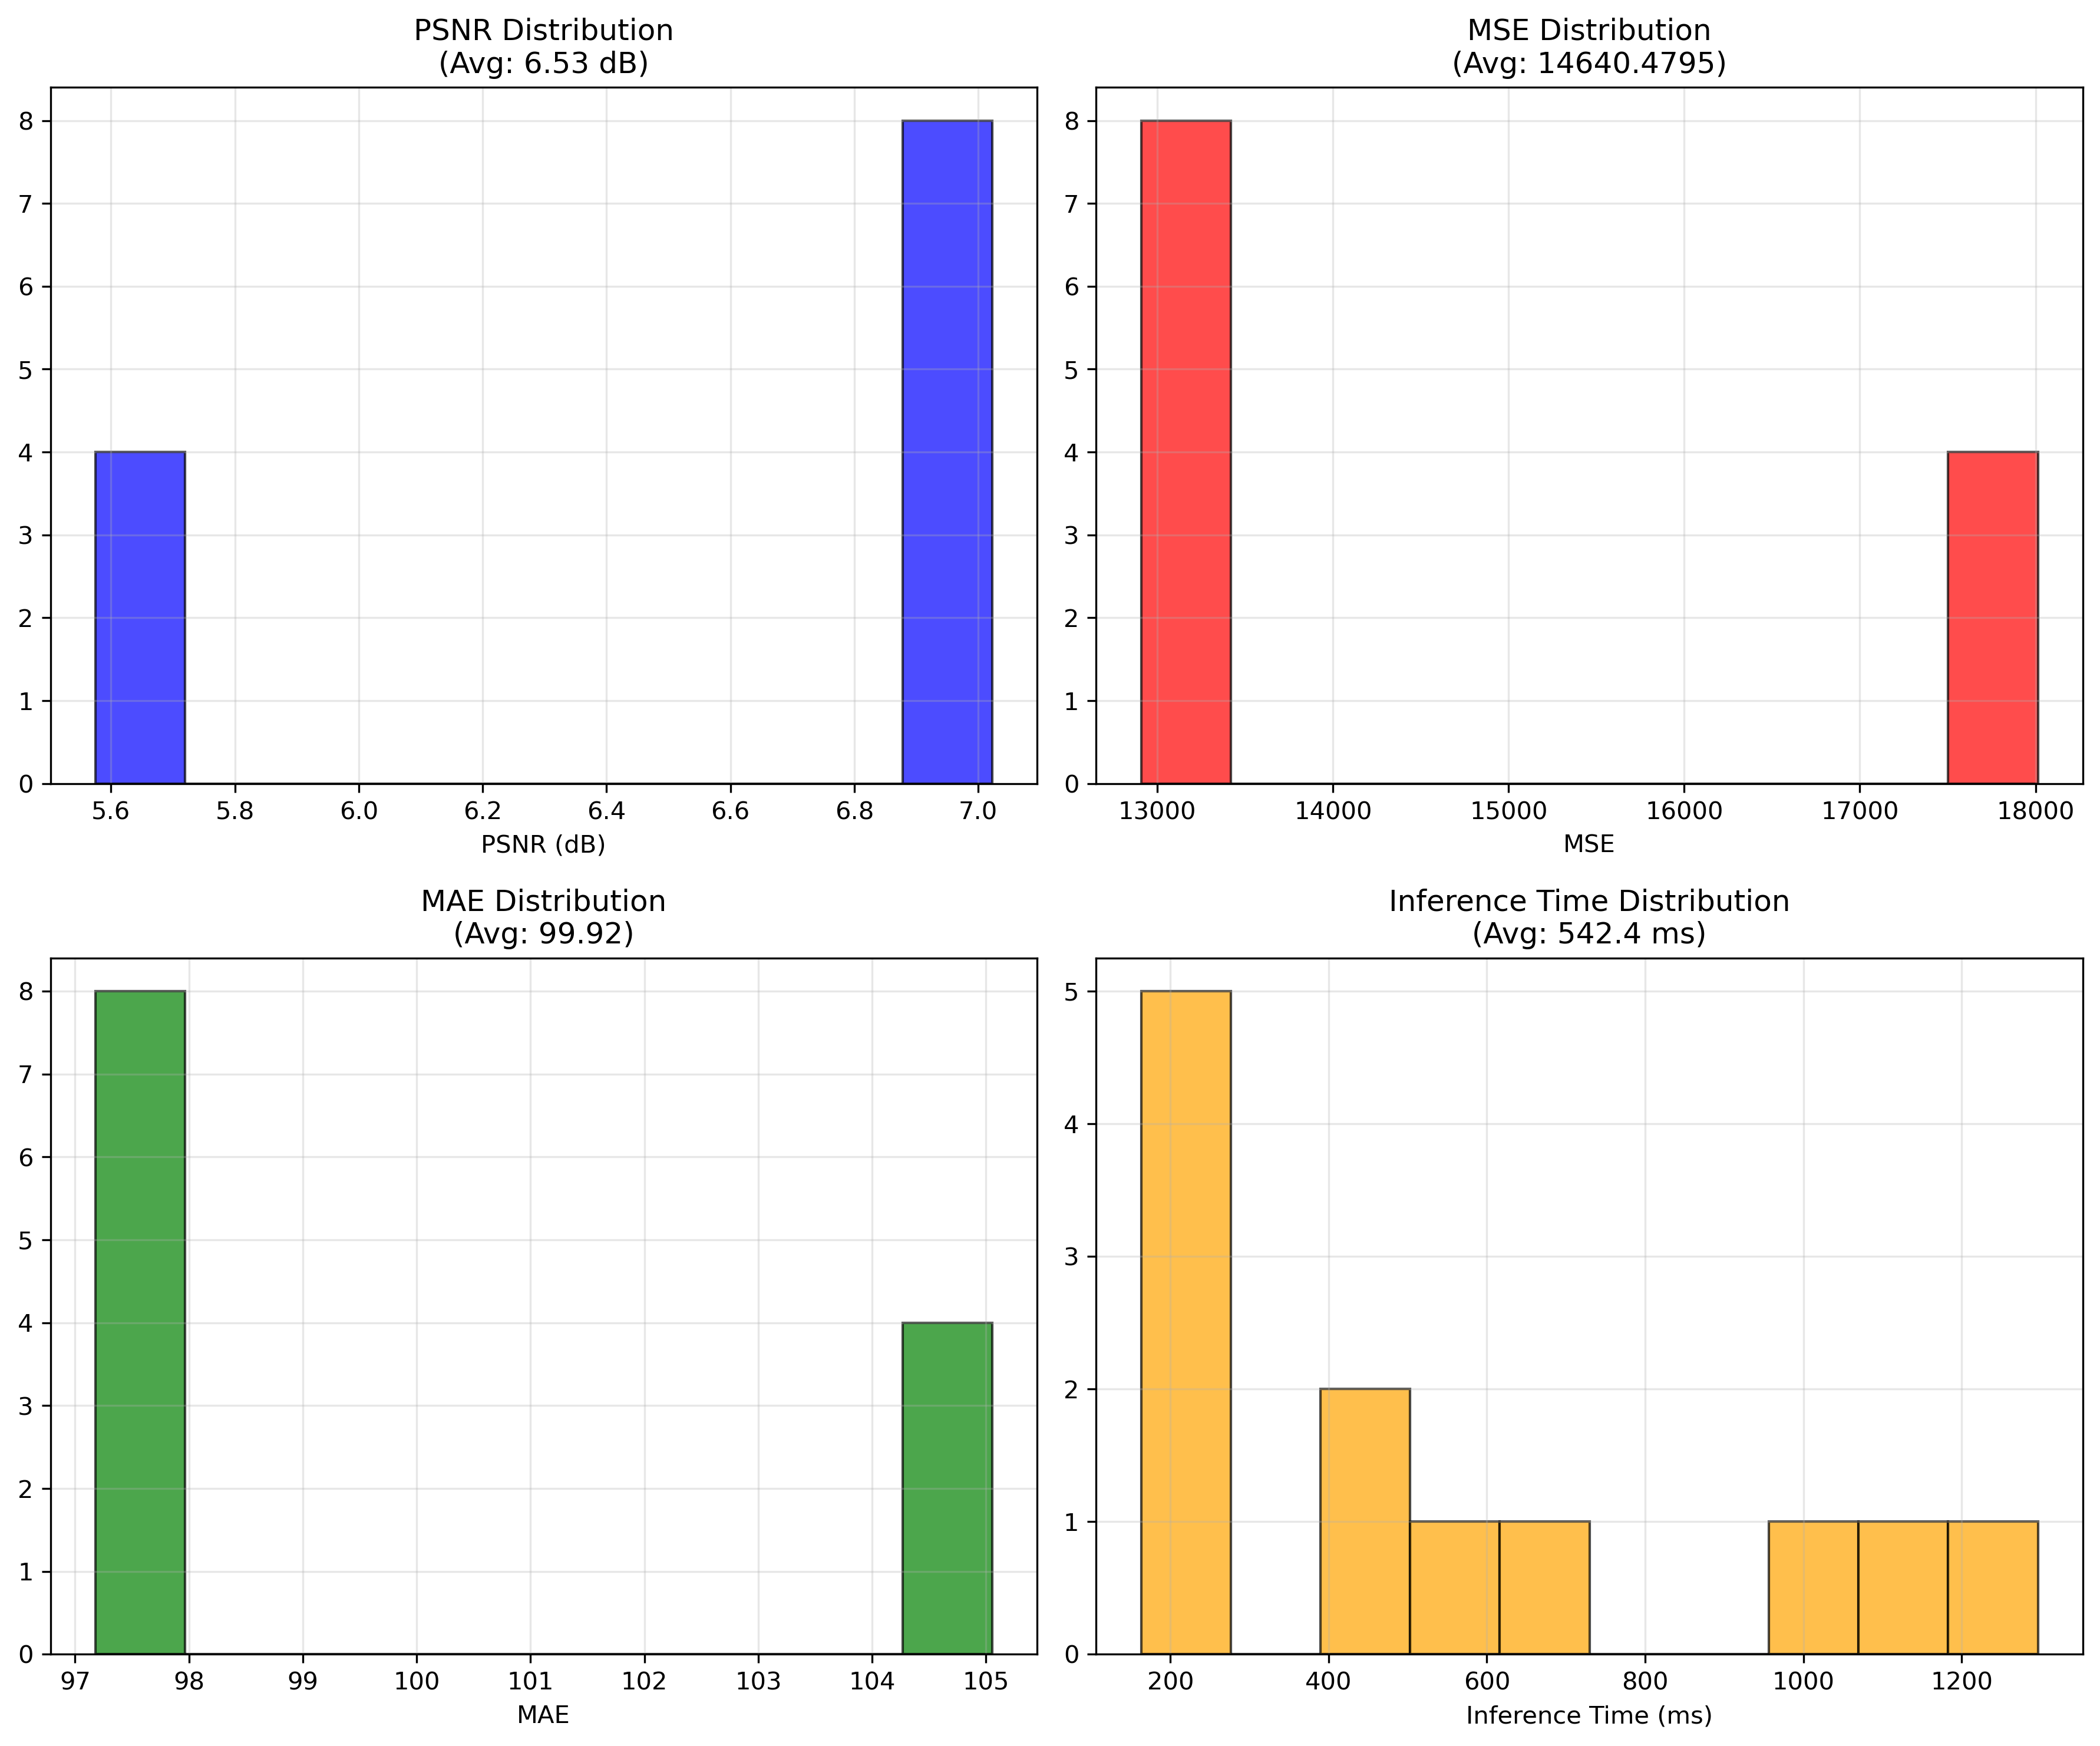 PSNR Distribution
(Avg: 6.53 dB)
8
7
6
5
4
3
2
1
0
5.6 5.8 6.0 6.2 6.4 6.6 6.8 7.0
PSNR (dB)
MSE Distribution
(Avg: 14640.4795)
8
7
6
5
4
3
2
1
0
13000 14000 15000 16000 17000 18000
MSE
MAE Distribution
(Avg: 99.92)
8
7
6
5
4
3
2
1
0
97 98 99 100 101 102 103 104 105
MAE
Inference Time Distribution
(Avg: 542.4 ms)
5
4
3
2
1
0
200 400 600 800 1000 1200
Inference Time (ms)